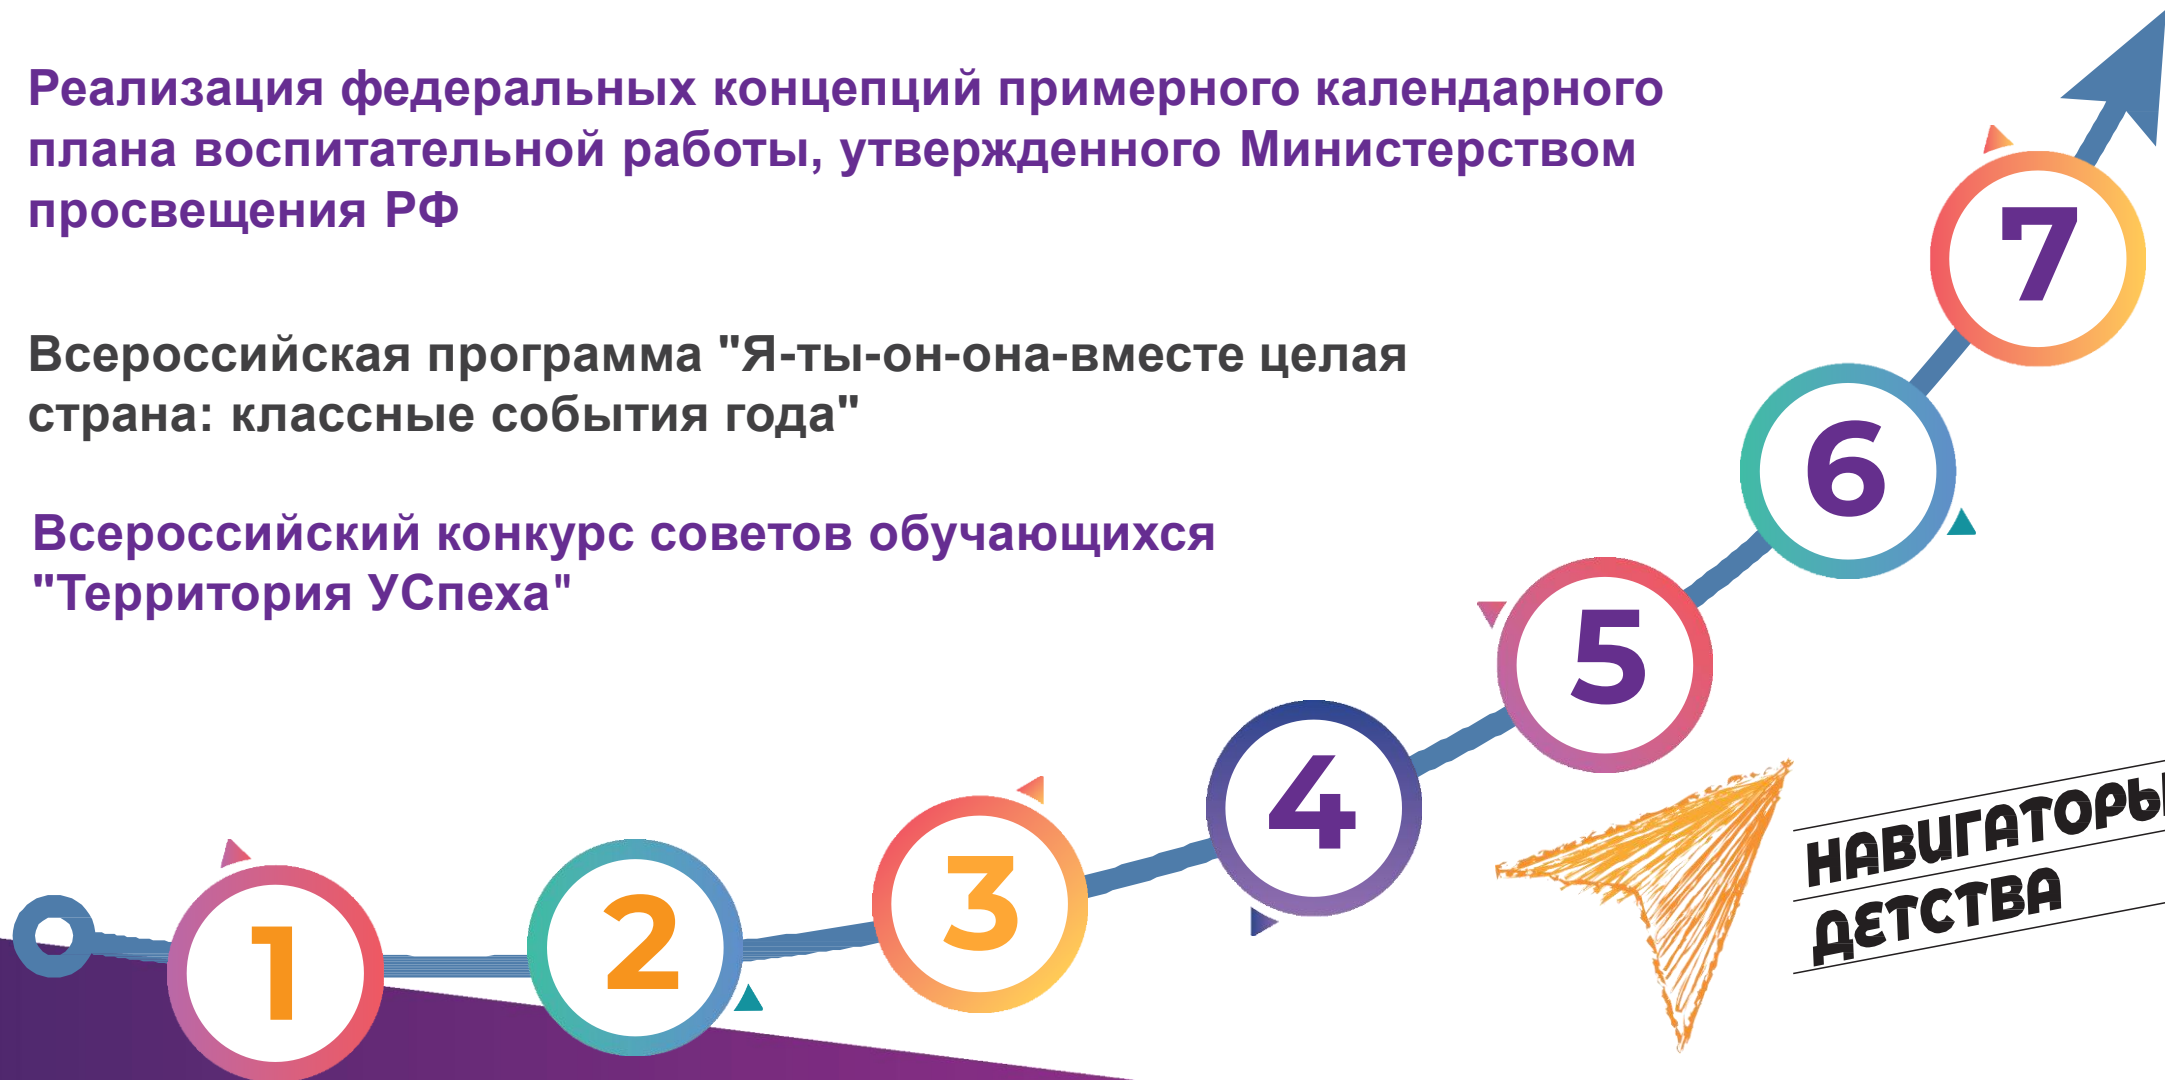 Реализация федеральных концепций примерного календарного
плана воспитательной работы, утвержденного Министерством
просвещения РФ
Всероссийская программа "Я-ты-он-она-вместе целая
страна: классные события года"
Всероссийский конкурс советов обучающихся
"Территория УСпеха"
1
2
3
4
5
6
7
НАВИГАТОРЫ
ДЕТСТВА